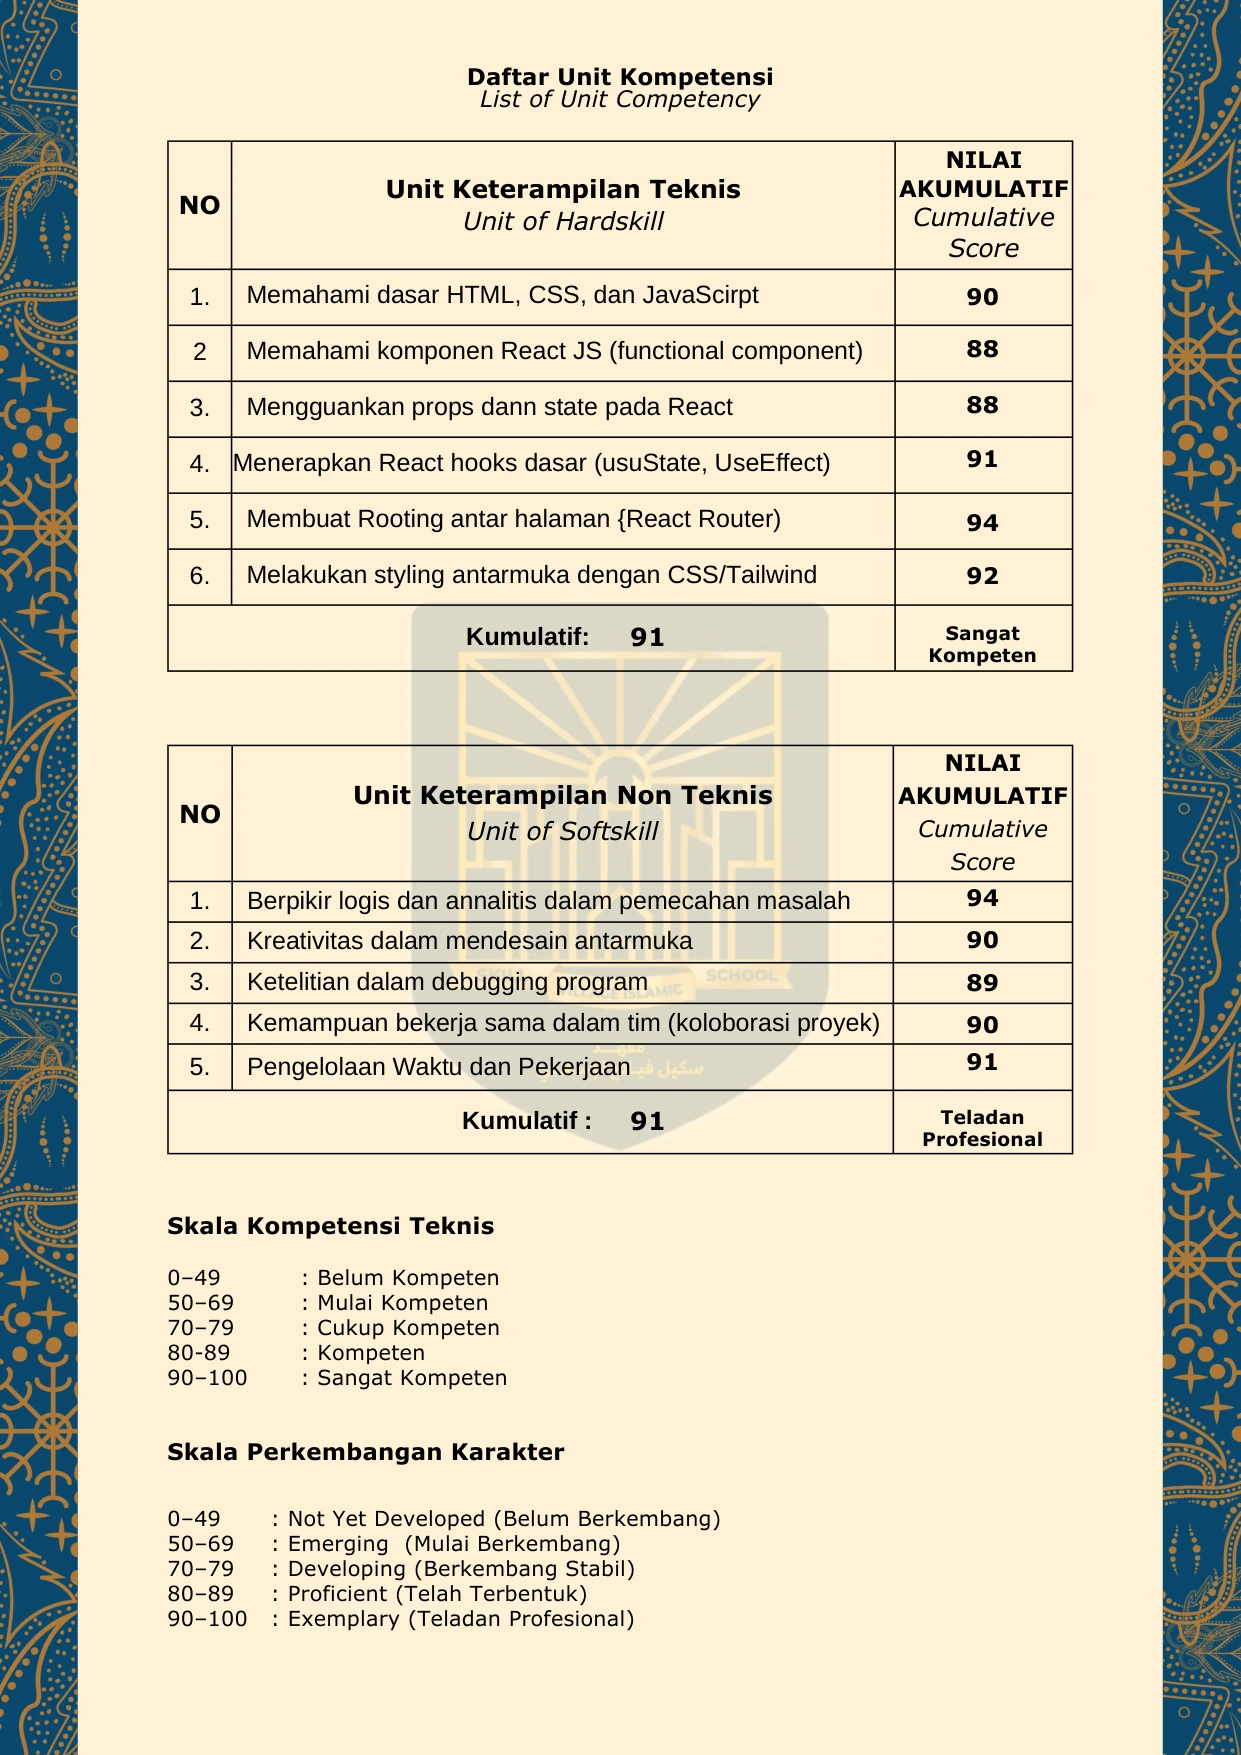 Daftar Unit Kompetensi
List of Unit Competency
NO
Unit Keterampilan Teknis
Unit of Hardskill
NILAI
AKUMULATIF
Cumulative
Score
1. Memahami dasar HTML, CSS, dan JavaScirpt 90
2 Memahami komponen React JS (functional component) 88
3. Mengguankan props dann state pada React 88
4. Menerapkan React hooks dasar (usuState, UseEffect) 91
5. Membuat Rooting antar halaman {React Router) 94
6. Melakukan styling antarmuka dengan CSS/Tailwind 92
Kumulatif: 91
Sangat
Kompeten
NO
Unit Keterampilan Non Teknis
Unit of Softskill
NILAI
AKUMULATIF
Cumulative
Score
1. Berpikir logis dan annalitis dalam pemecahan masalah 94
2. Kreativitas dalam mendesain antarmuka 90
3. Ketelitian dalam debugging program 89
4. Kemampuan bekerja sama dalam tim (koloborasi proyek) 90
5. Pengelolaan Waktu dan Pekerjaan 91
Kumulatif : 91
Teladan
Profesional
SKILL
VILLAGE ISLAMIC
SCHOOL
معهد
Skala Kompetensi Teknis
0–49 : Belum Kompeten
50–69 : Mulai Kompeten
70–79 : Cukup Kompeten
80-89 : Kompeten
90–100 : Sangat Kompeten
Skala Perkembangan Karakter
0–49 : Not Yet Developed (Belum Berkembang)
50–69 : Emerging (Mulai Berkembang)
70–79 : Developing (Berkembang Stabil)
80–89 : Proficient (Telah Terbentuk)
90–100 : Exemplary (Teladan Profesional)